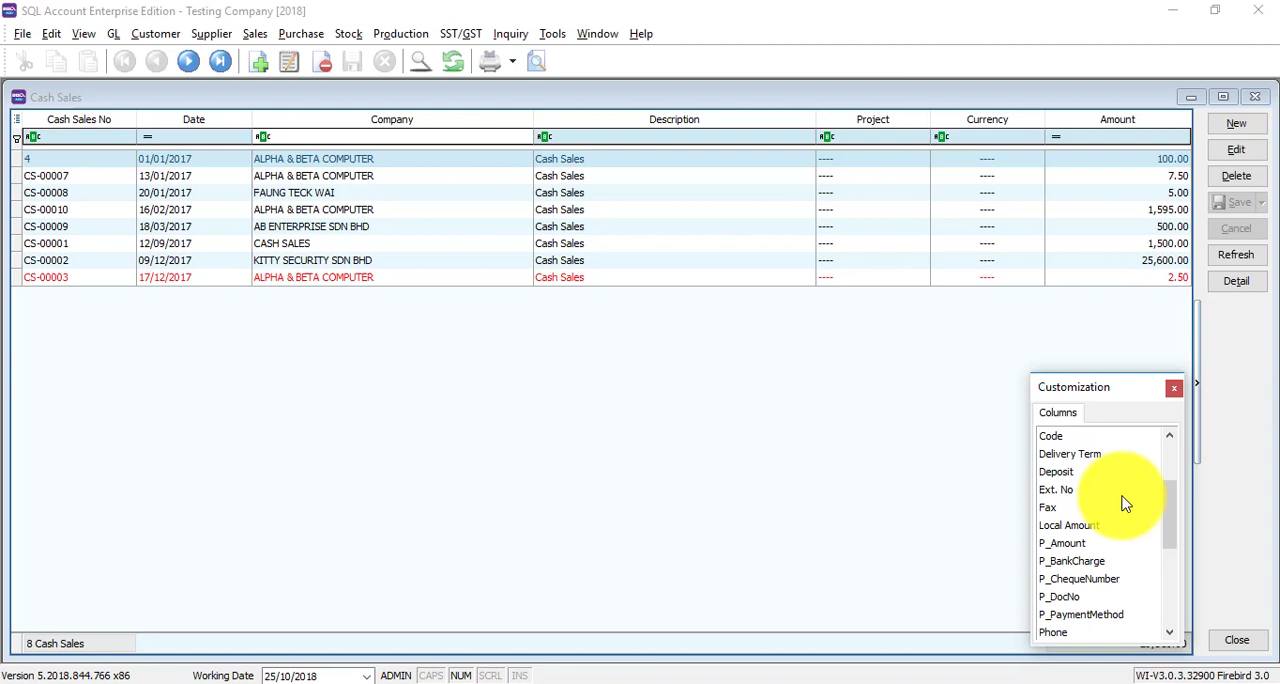 SQL Account Enterprise Edition - Testing Company [2018]
File Edit View GL Customer Supplier Sales Purchase Stock Production SST/GST Inquiry Tools Window Help
Cash Sales
Cash Sales No Date Company Description Project Currency Amount
4 01/01/2017 ALPHA & BETA COMPUTER Cash Sales ---- ---- 100.00
CS-00007 13/01/2017 ALPHA & BETA COMPUTER Cash Sales ---- ---- 7.50
CS-00008 20/01/2017 FAUNG TECK WAI Cash Sales ---- ---- 5.00
CS-00010 16/02/2017 ALPHA & BETA COMPUTER Cash Sales ---- ---- 1,595.00
CS-00009 18/03/2017 AB ENTERPRISE SDN BHD Cash Sales ---- ---- 500.00
CS-00001 12/09/2017 CASH SALES Cash Sales ---- ---- 1,500.00
CS-00002 09/12/2017 KITTY SECURITY SDN BHD Cash Sales ---- ---- 25,600.00
CS-00003 17/12/2017 ALPHA & BETA COMPUTER Cash Sales ---- ---- 2.50
New
Edit
Delete
Save
Cancel
Refresh
Detail
Customization
Columns
Code
Delivery Term
Deposit
Ext. No
Fax
Local Amount
P_Amount
P_BankCharge
P_ChequeNumber
P_DocNo
P_PaymentMethod
Phone
8 Cash Sales
Close
Version 5.2018.844.766 x86 Working Date 25/10/2018 ADMIN CAPS NUM SCRL INS WI-V3.0.3.32900 Firebird 3.0